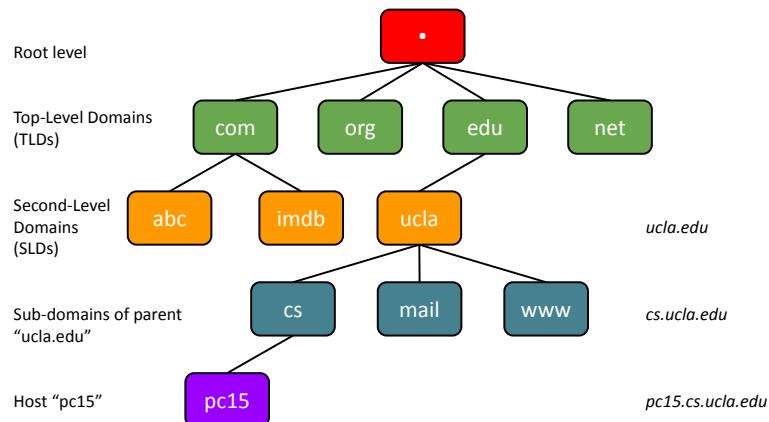 .
Root level
Top-Level Domains
(TLDs)
com
org
edu
net
Second-Level
Domains
(SLDs)
abc
imdb
ucla
ucla.edu
Sub-domains of parent
“ucla.edu”
cs
mail
www
cs.ucla.edu
Host “pc15”
pc15
pc15.cs.ucla.edu